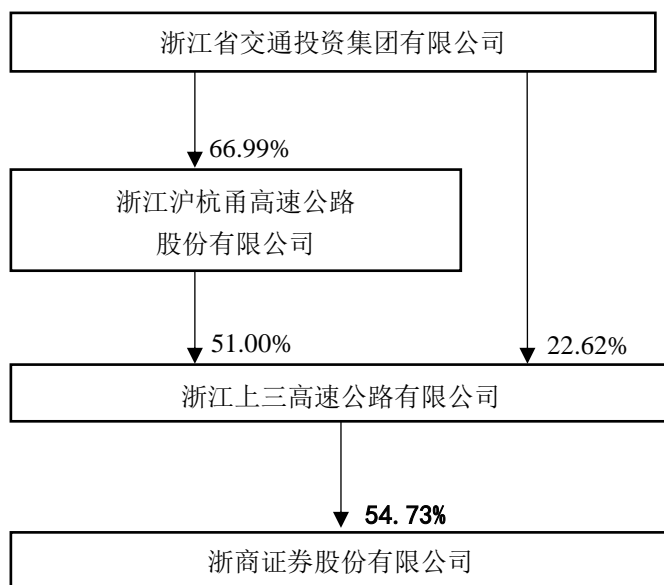 浙江省交通投资集团有限公司
66.99%
浙江沪杭甬高速公路
股份有限公司
51.00%
22.62%
浙江上三高速公路有限公司
54.73%
浙商证券股份有限公司